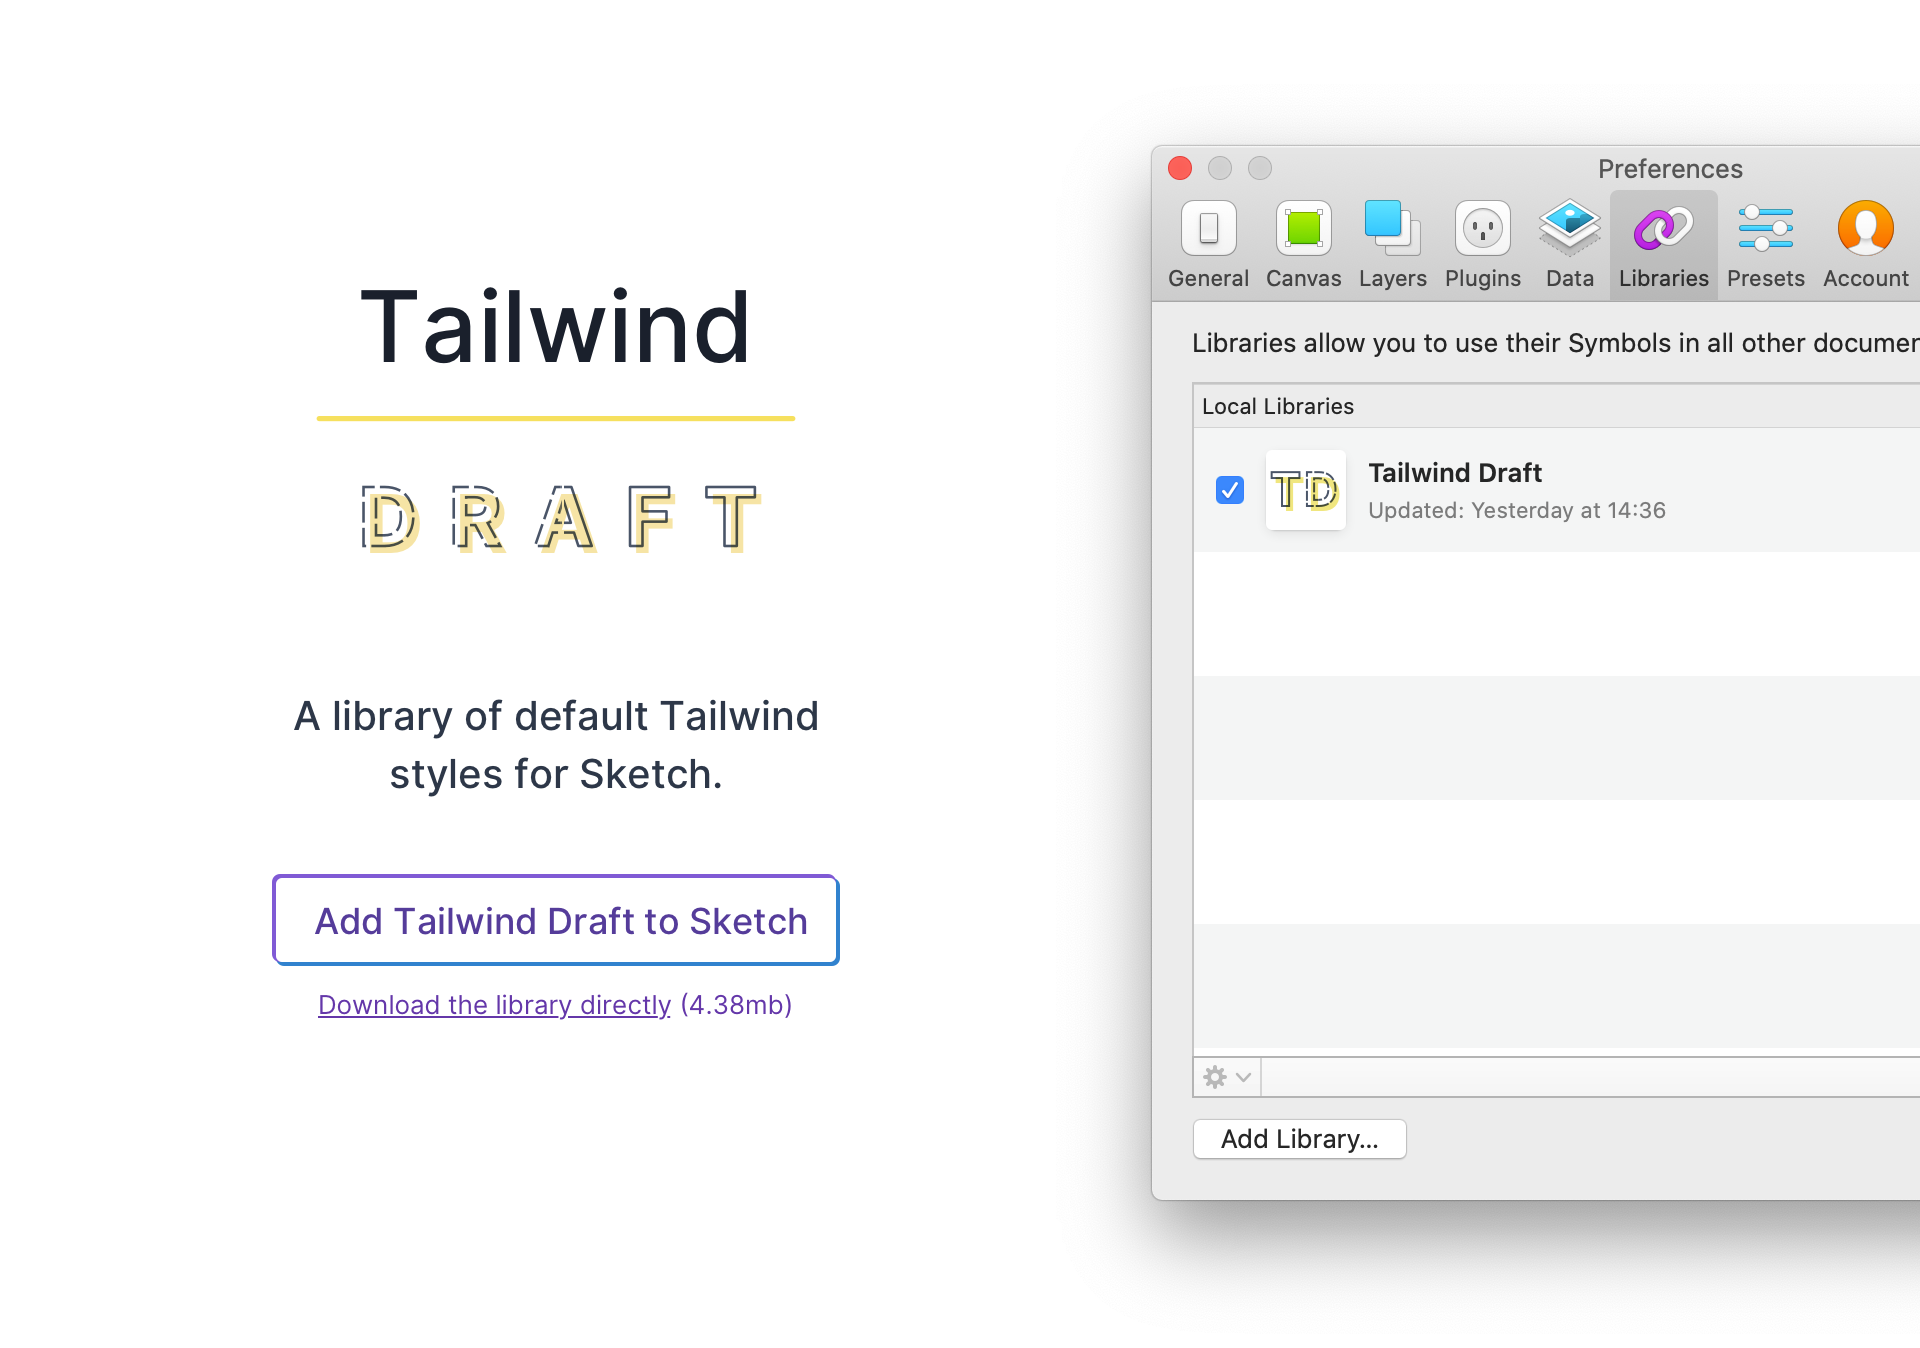 Tailwind
DRAFT
A library of default Tailwind
styles for Sketch.
Add Tailwind Draft to Sketch
Download the library directly (4.38mb)
Preferences
General Canvas Layers Plugins Data Libraries Presets Account
Libraries allow you to use their Symbols in all other
Local Libraries
TD
Tailwind Draft
Updated: Yesterday at 14:36
Add Library...